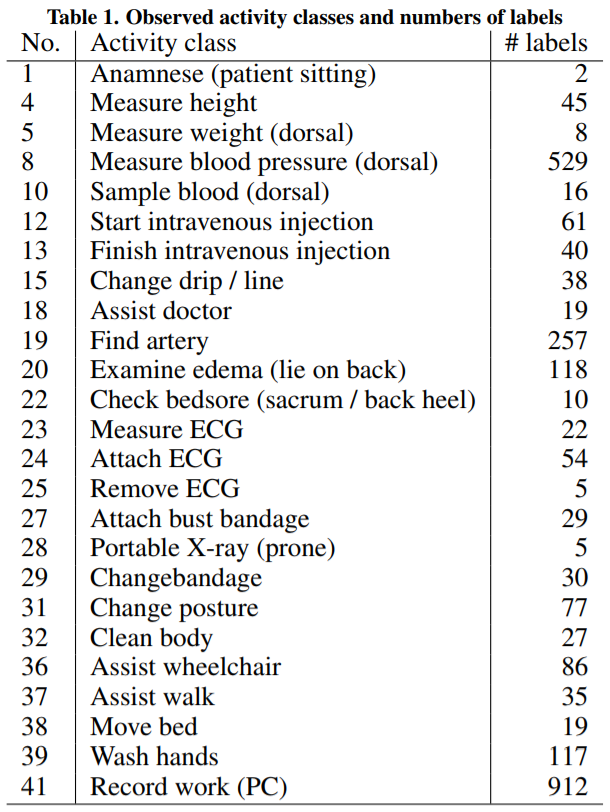 Table 1. Observed activity classes and numbers of labels
No. Activity class # labels
1 Anamnese (patient sitting) 2
4 Measure height 45
5 Measure weight (dorsal) 8
8 Measure blood pressure (dorsal) 529
10 Sample blood (dorsal) 16
12 Start intravenous injection 61
13 Finish intravenous injection 40
15 Change drip / line 38
18 Assist doctor 19
19 Find artery 257
20 Examine edema (lie on back) 118
22 Check bedsore (sacrum / back heel) 10
23 Measure ECG 22
24 Attach ECG 54
25 Remove ECG 5
27 Attach bust bandage 29
28 Portable X-ray (prone) 5
29 Changebandage 30
31 Change posture 77
32 Clean body 27
36 Assist wheelchair 86
37 Assist walk 35
38 Move bed 19
39 Wash hands 117
41 Record work (PC) 912